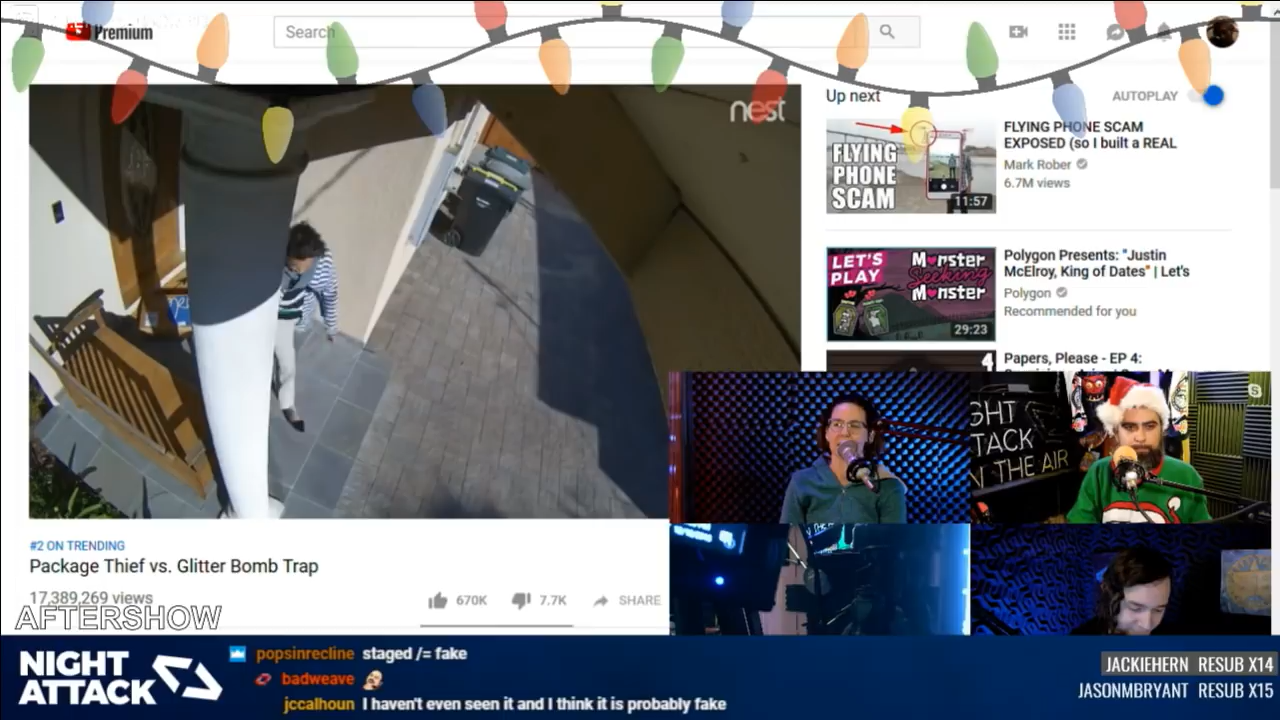 Premium
Search
nest
Up next
AUTOPLAY
FLYING PHONE SCAM
EXPOSED (so I built a REAL
Mark Rober
6.7M views
FLYING
PHONE
SCAM
11:57
Polygon Presents: "Justin
McElroy, King of Dates" | Let's
Polygon
Recommended for you
LET'S
PLAY
Monster
Seeking
Monster
29:23
Papers, Please - EP 4:
GHT
TACK
N THE AIR
#2 ON TRENDING
Package Thief vs. Glitter Bomb Trap
17,389,269 views
670K
7.7K
SHARE
AFTERSHOW
NIGHT
ATTACK
popsinrecline staged /= fake
badweave
jccalhoun I haven't even seen it and I think it is probably fake
JACKIEHERN RESUB X14
JASONMBRYANT RESUB X15